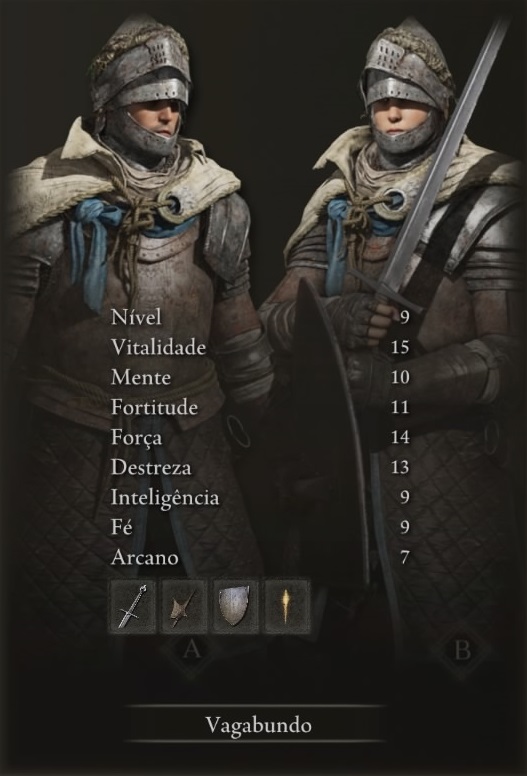 Nível 9
Vitalidade 15
Mente 10
Fortitude 11
Força 14
Destreza 13
Inteligência 9
Fé 9
Arcano 7
A B
Vagabundo